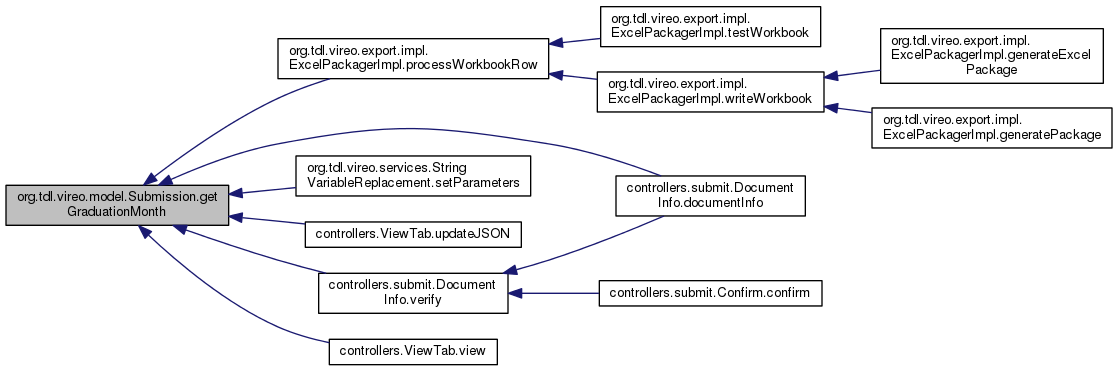 org.tdl.vireo.model.Submission.get
GraduationMonth
org.tdl.vireo.export.impl.
ExcelPackagerImpl.processWorkbookRow
org.tdl.vireo.export.impl.
ExcelPackagerImpl.testWorkbook
org.tdl.vireo.export.impl.
ExcelPackagerImpl.writeWorkbook
org.tdl.vireo.export.impl.
ExcelPackagerImpl.generateExcel
Package
org.tdl.vireo.export.impl.
ExcelPackagerImpl.generatePackage
controllers.submit.Document
Info.documentInfo
org.tdl.vireo.services.String
VariableReplacement.setParameters
controllers.ViewTab.updateJSON
controllers.submit.Document
Info.verify
controllers.submit.Confirm.confirm
controllers.ViewTab.view